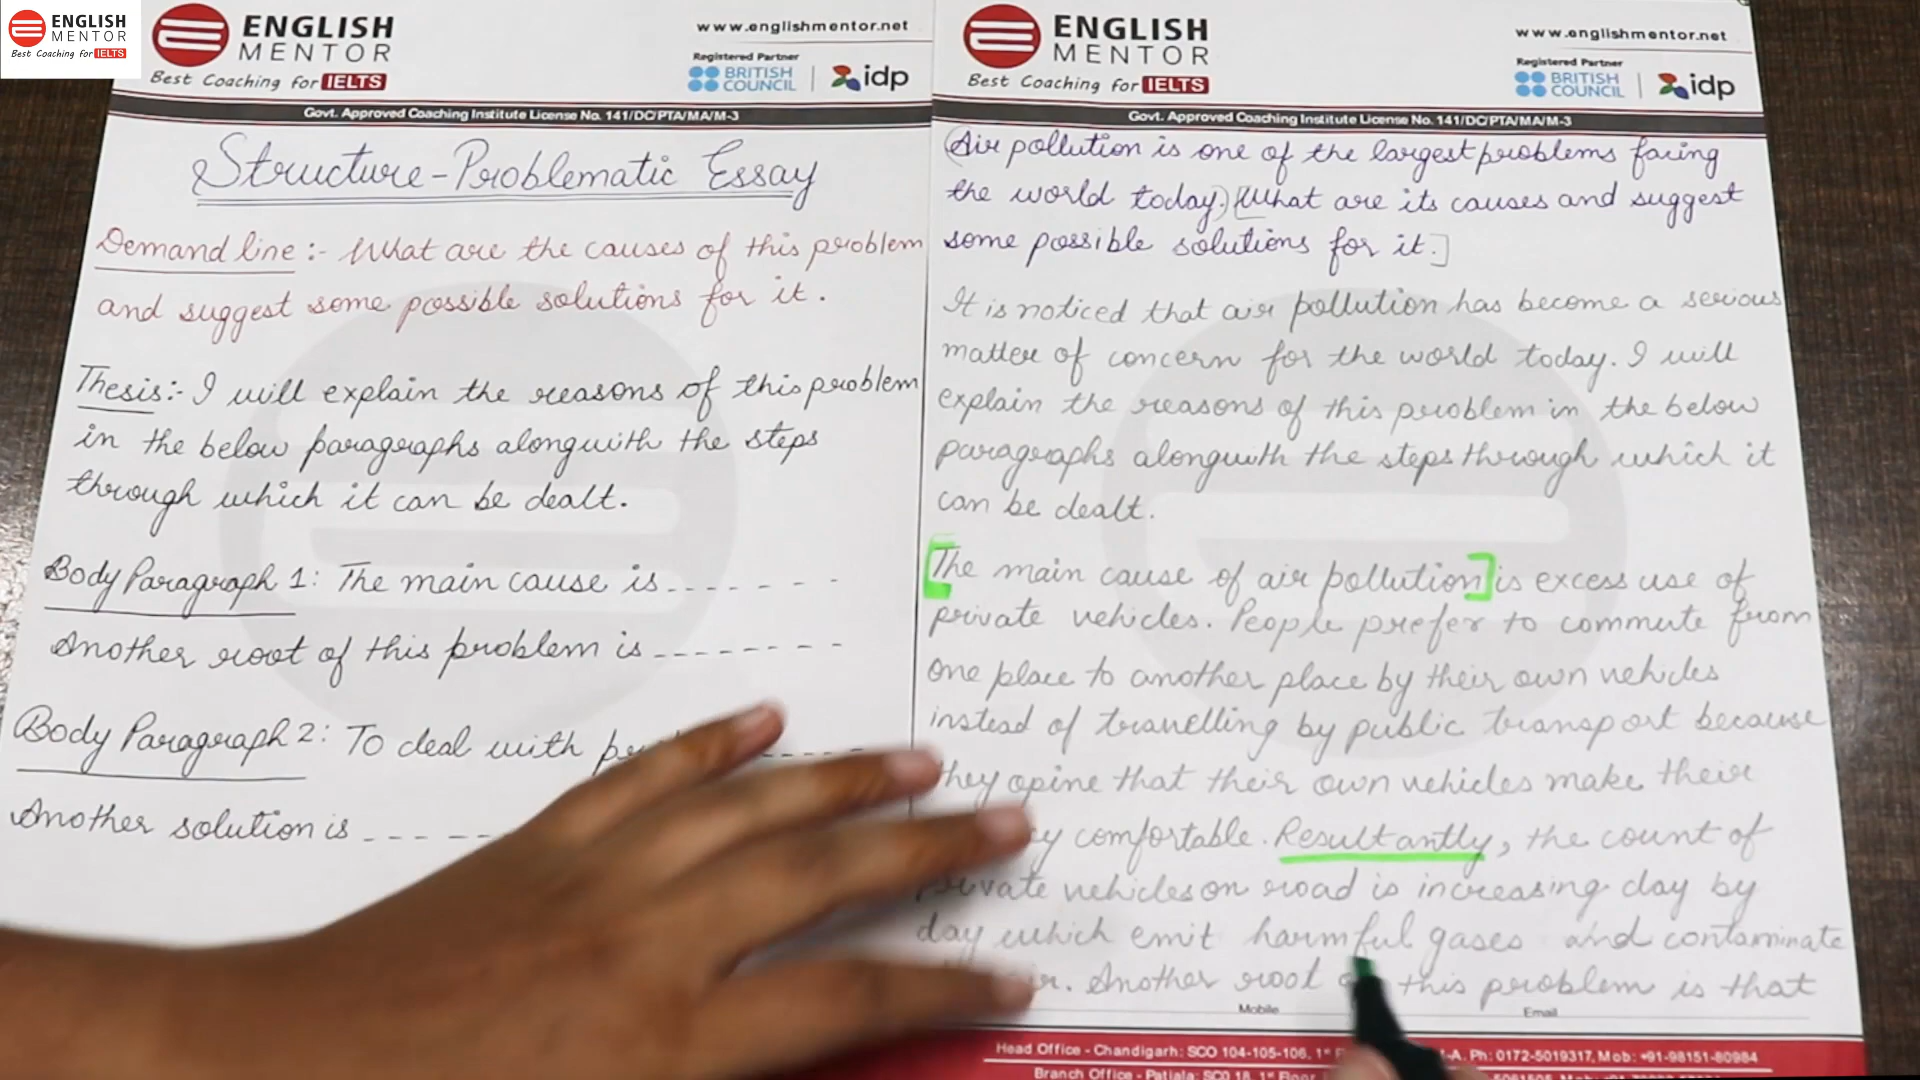 ENGLISH
MENTOR
Best Coaching for IELTS
ENGLISH
MENTOR
Best Coaching for IELTS
www.englishmentor.net
Registered Partner
BRITISH
COUNCIL
idp
Govt. Approved Coaching Institute License No. 141/DC/PTA/MA/M-3
Structure-Problematic Essay
Demand line :- What are the causes of this problem
and suggest some possible solutions for it.
Thesis:- I will explain the reasons of this problem
in the below paragraphs alongwith the steps
through which it can be dealt.
Body Paragraph 1: The main cause is
Another root of this problem is
Body Paragraph 2: To deal with
Another solution is
ENGLISH
MENTOR
Best Coaching for IELTS
www.englishmentor.net
Registered Partner
BRITISH
COUNCIL
idp
Govt. Approved Coaching Institute License No. 141/DC/PTA/MA/M-3
(Air pollution is one of the largest problems facing
the world today.) [What are its causes and suggest
some possible solutions for it.]
It is noticed that air pollution has become a serious
matter of concern for the world today. I will
explain the reasons of this problem in the below
paragraphs alongwith the steps through which it
can be dealt.
[The main cause of air pollution] is excess use of
private vehicles. People prefer to commute from
one place to another place by their own vehicles
instead of travelling by public transport because
they opine that their own vehicles make their
comfortable. Resultantly, the count of
private vehicles on road is increasing day by
day which emit harmful gases and contaminate
air. Another root this problem is that
Mobile
Email
Head Office - Chandigarh: SCO 104-105-106, 1st -A. Ph: 0172-5019317, Mob: +91-98151-80984
Branch Office - Patiala: SCO 18, 1st Floor